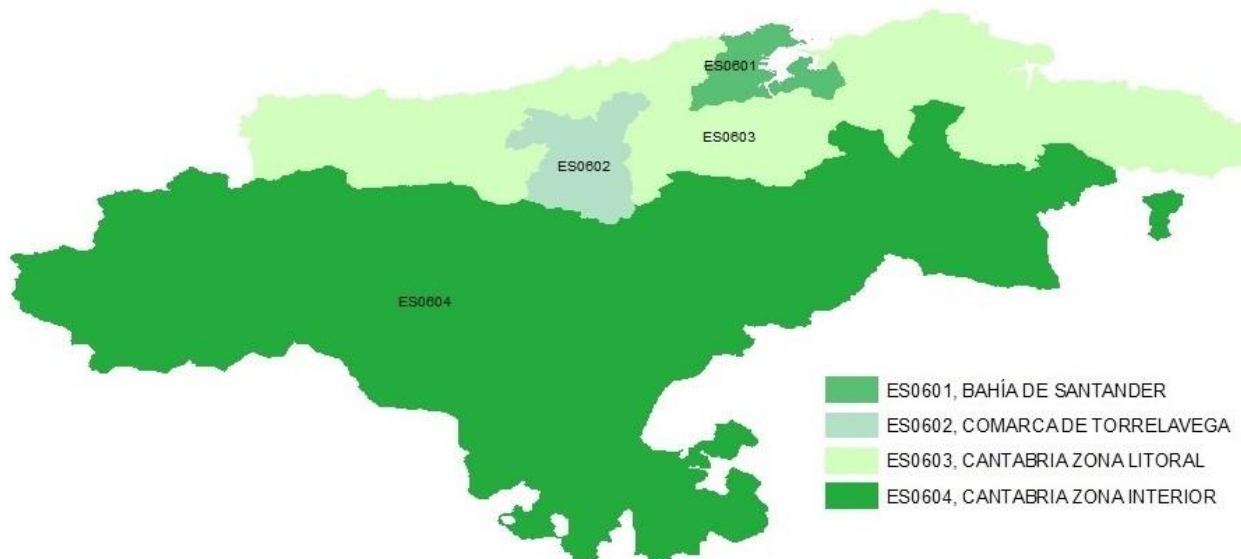 ES0601
ES0603
ES0602
ES0604
ES0601, BAHÍA DE SANTANDER
ES0602, COMARCA DE TORRELAVEGA
ES0603, CANTABRIA ZONA LITORAL
ES0604, CANTABRIA ZONA INTERIOR